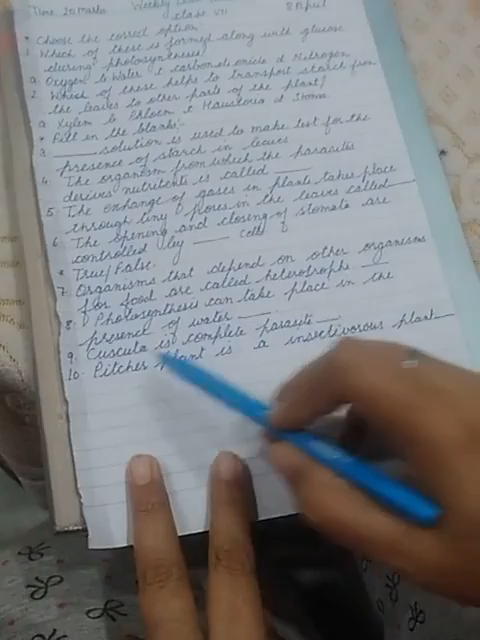 Time 20 marks Weekly
class VII 8 April
* Choose the correct option
1. Which of these is formed along with glucose
during photosynthesis?
a. Oxygen b Water c carbondioxide d Nitrogen
2. Which of these helps to transport starch from
the leaves to other parts of the plant?
a Xylem b Phloem c Haustoria d Stoma
* Fill in the blanks:-
3. ____ solution is used to make test for the
presence of starch in leaves
4. The organism from which the parasites
derives nutritents is called ____
5. The exhange of gases in plants takes place
through tiny pores in the leaves called ____
6. The opening and closing of stomata are
controlled by ____ cells
* True/False.
7. Organisms that depend on other organisms
for food are called heterotrophe ____
8. Photosynthesis can take place in the
presence of water ____
9. Cuscuta is complete parasite ____
10. Pitcher plant is a insectivorous plant ____